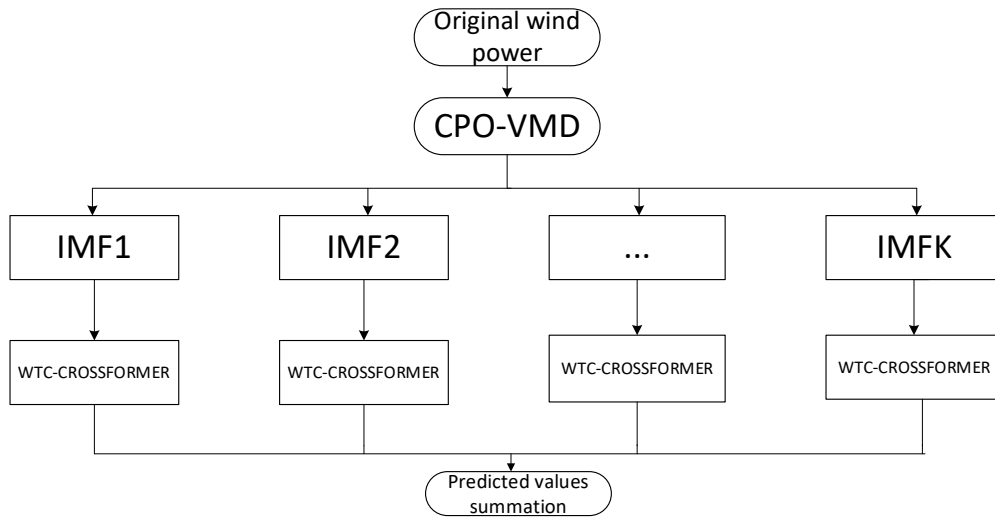 Original wind
power
CPO-VMD
IMF1
IMF2
...
IMFK
WTC-CROSSFORMER
WTC-CROSSFORMER
WTC-CROSSFORMER
WTC-CROSSFORMER
Predicted values
summation